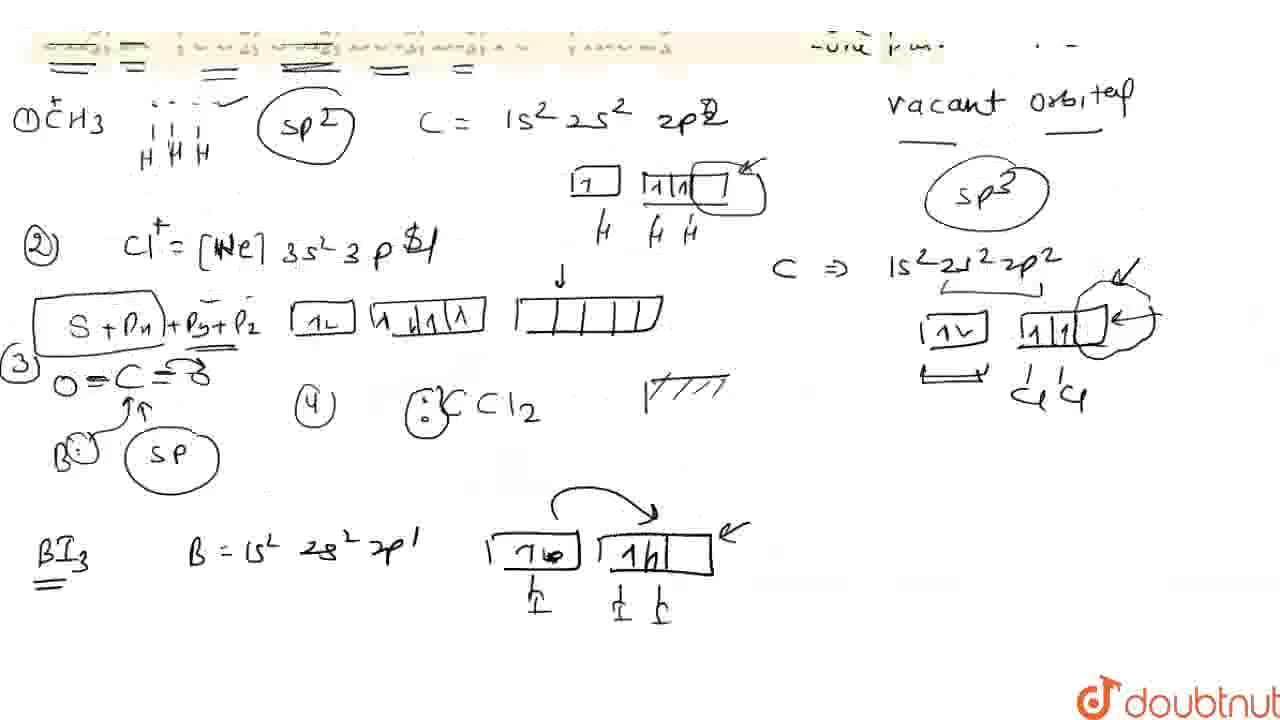 ① C⁺H3 H H H sp2 C = 1s2 2s2 2p2
vacant orbital
sp3
H H H
② Cl⁺ = [Ne] 3s2 3p
C ⇒ 1s2 2s2 2p2
S + Px + Py + Pz
Cl Cl
③ O = C = O
④ : CCl2
B: sp
BI3 B = 1s2 2s2 2p1
I I I
doubtnut